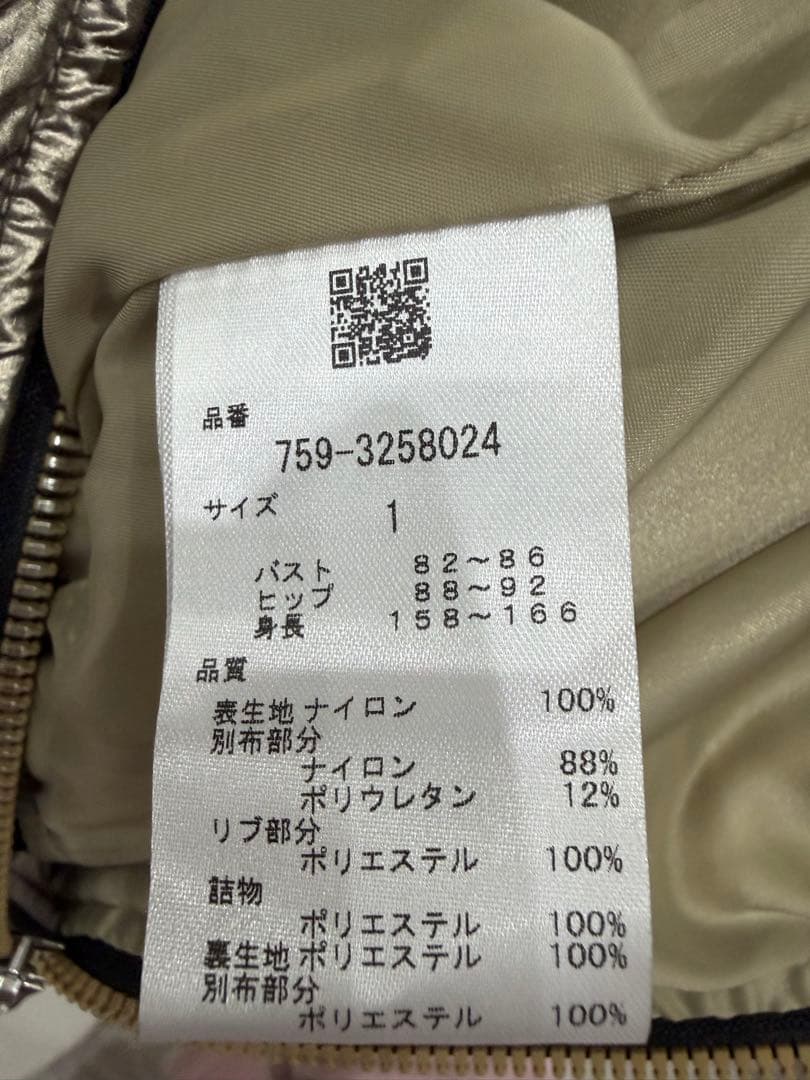 品番
759-3258024
サイズ 1
バスト 82～86
ヒップ 88～92
身長 158～166
品質
表生地 ナイロン 100%
別布部分
ナイロン 88%
ポリウレタン 12%
リブ部分
ポリエステル 100%
詰物
ポリエステル 100%
裏生地 ポリエステル 100%
別布部分
ポリエステル 100%